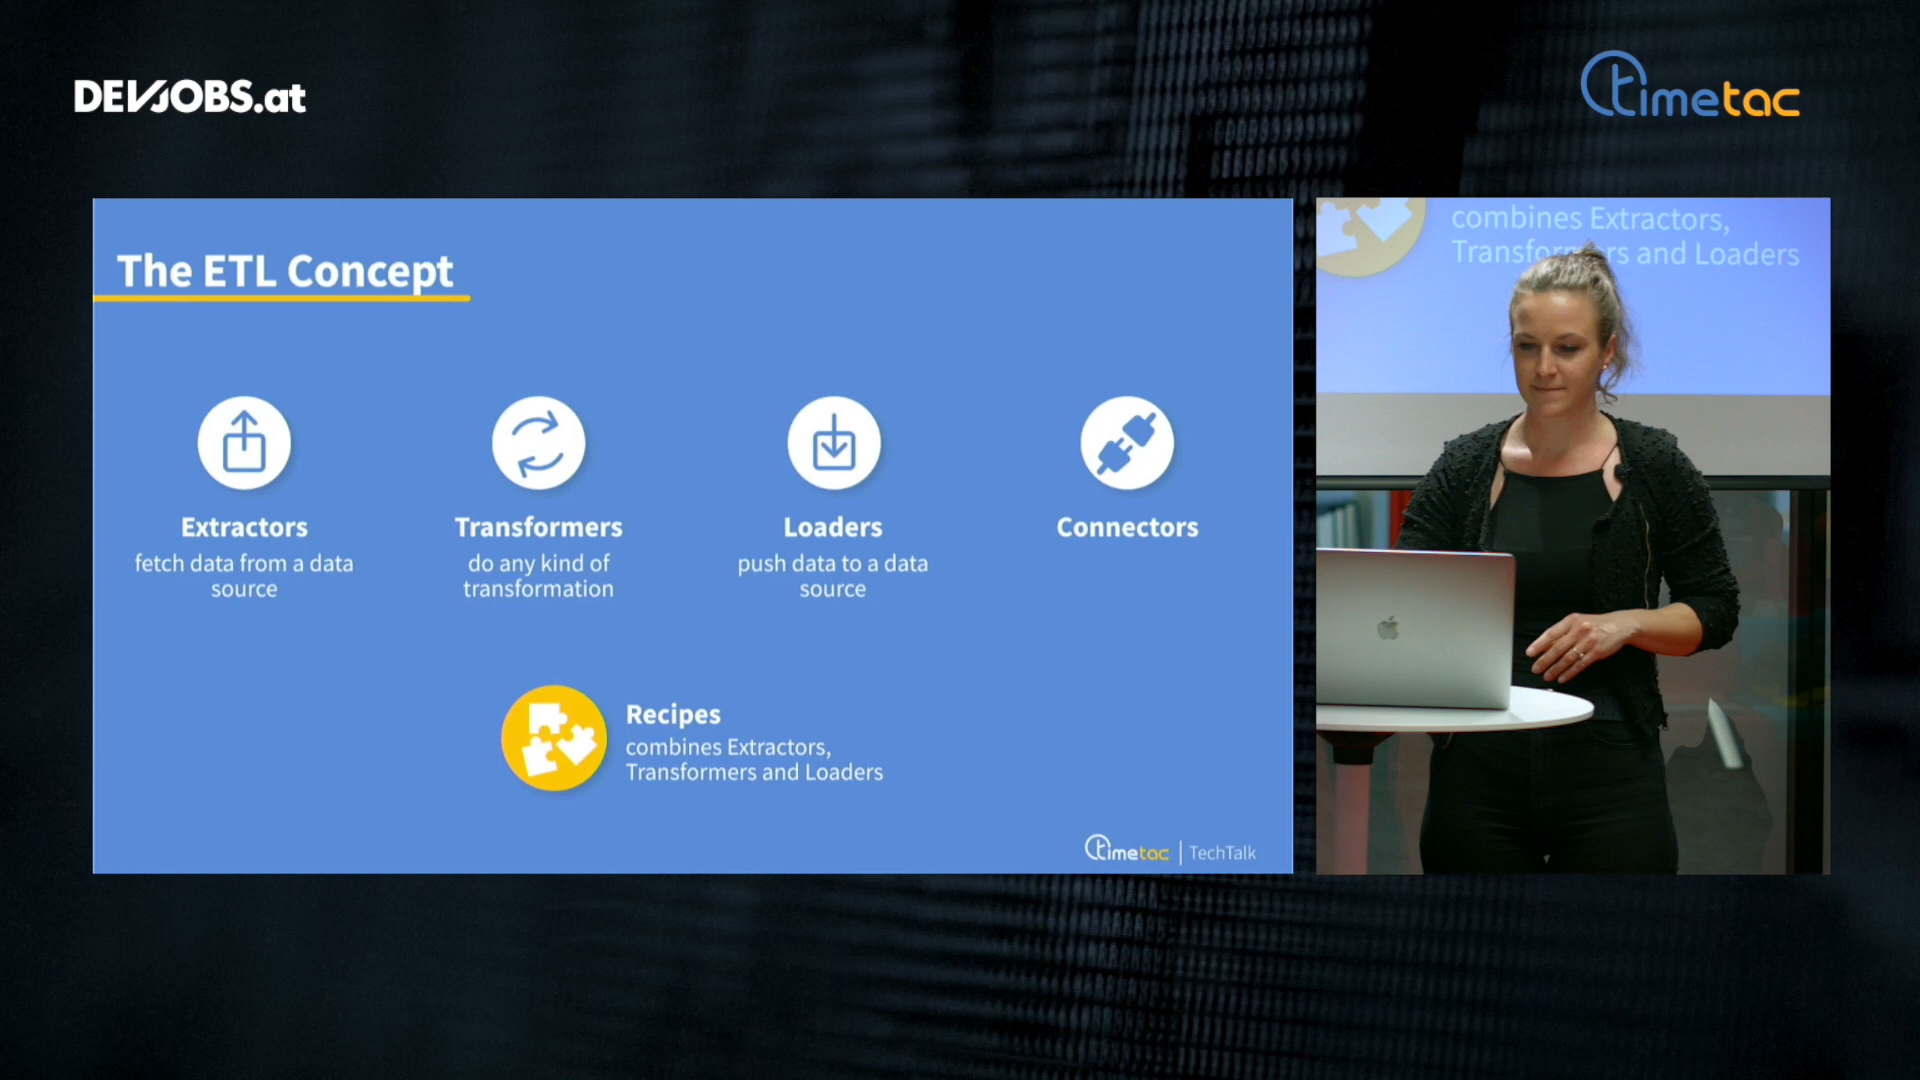 DEVJOBS.at
timetac
The ETL Concept
Extractors
fetch data from a data
source
Transformers
do any kind of
transformation
Loaders
push data to a data
source
Connectors
Recipes
combines Extractors,
Transformers and Loaders
timetac | TechTalk
combines Extractors,
Transformers and Loaders